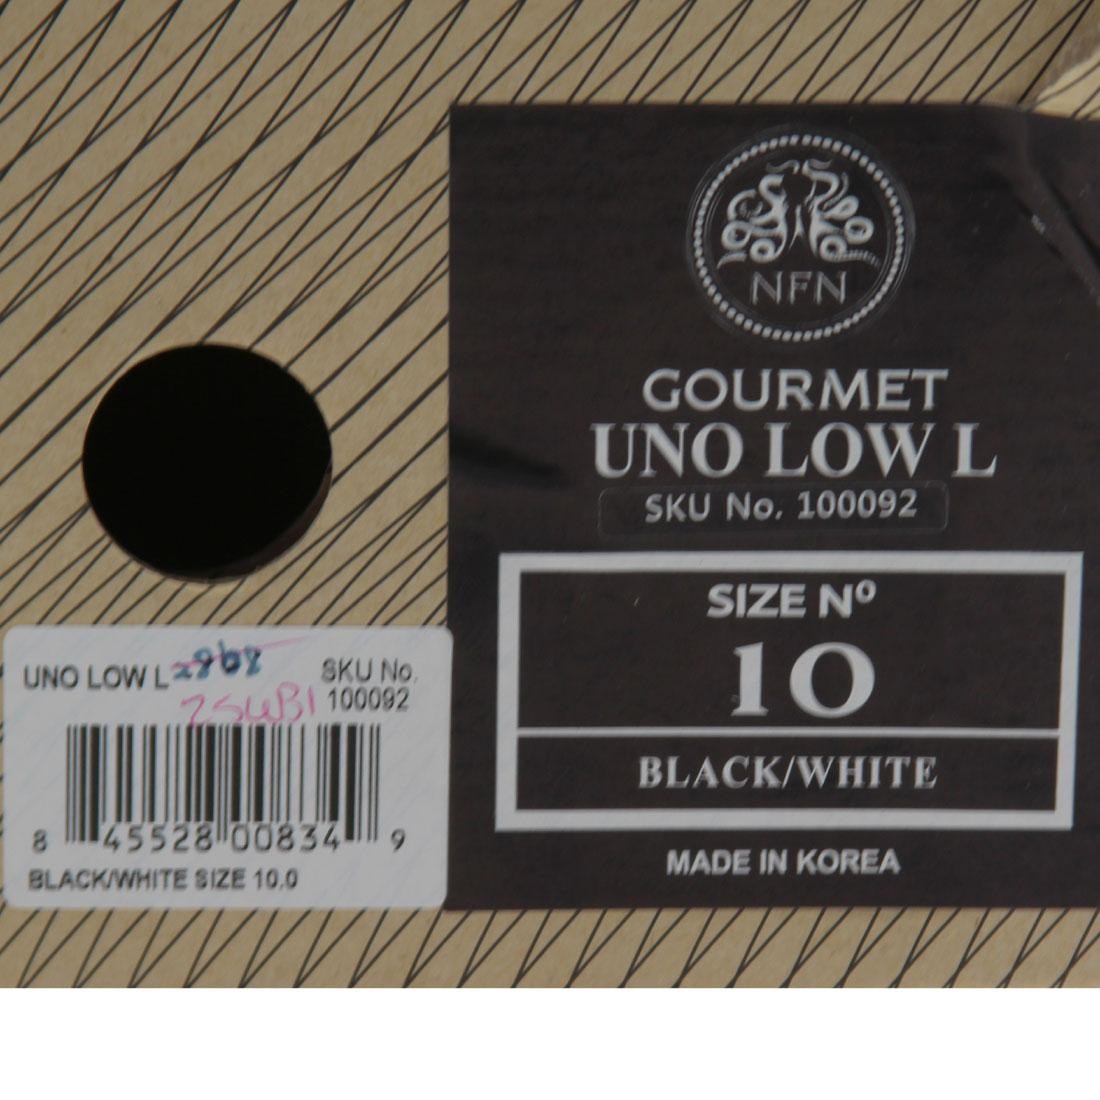 NFN
GOURMET
UNO LOW L
SKU No. 100092
SIZE Nº
10
BLACK/WHITE
MADE IN KOREA
UNO LOW L
SKU No.
100092
8 45528 00834 9
BLACK/WHITE SIZE 10.0